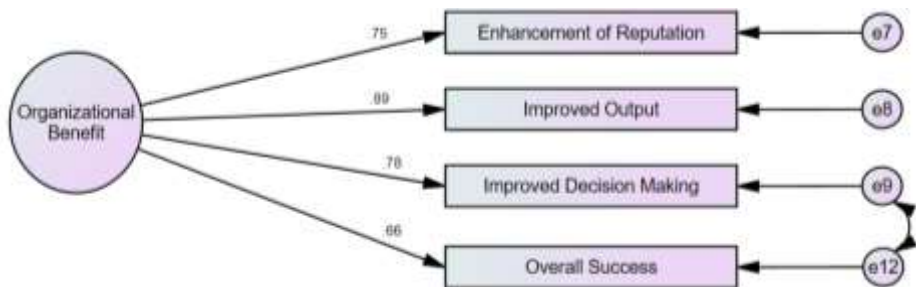 .75
Enhancement of Reputation
e7
Organizational
Benefit
.89
Improved Output
e8
.78
Improved Decision Making
e9
.66
Overall Success
e12